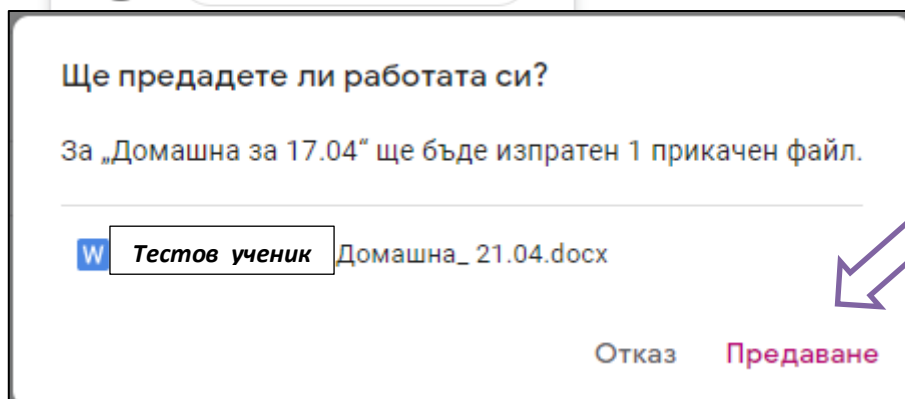 Ще предадете ли работата си?
За „Домашна за 17.04“ ще бъде изпратен 1 прикачен файл.
W Тестов ученик Домашна_ 21.04.docx
Отказ Предаване